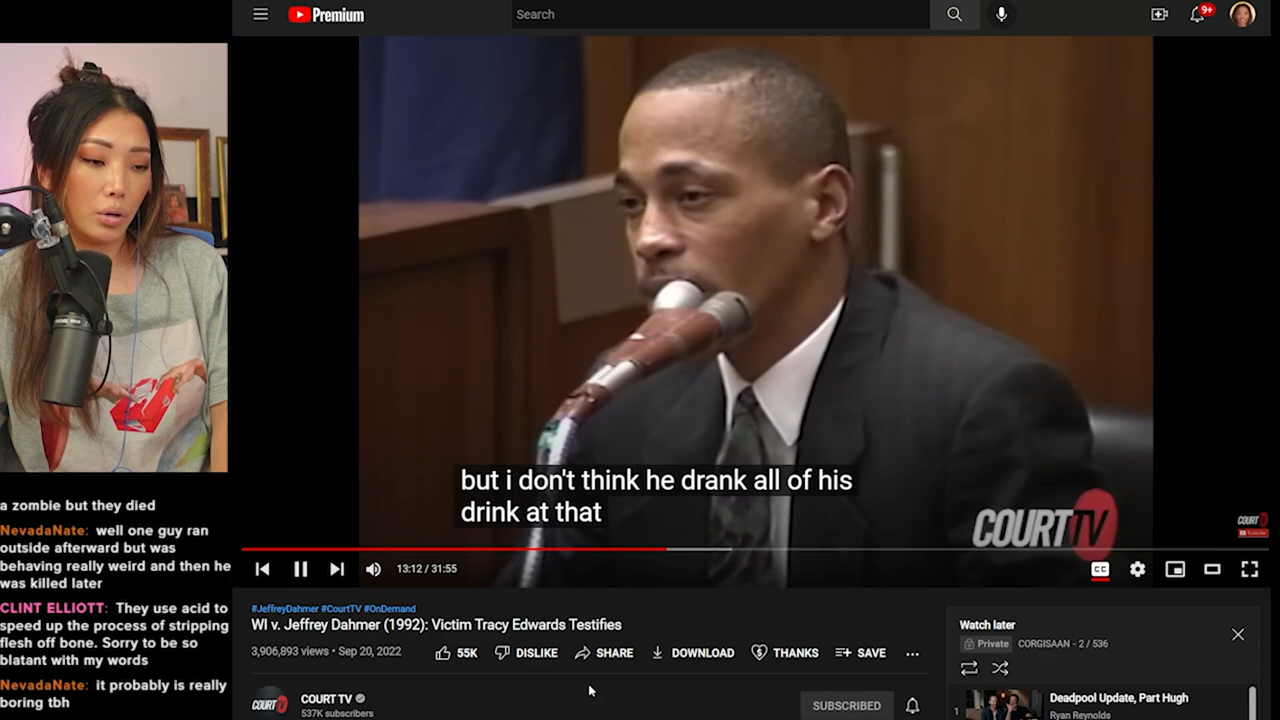 Premium
Search
9+
but i don't think he drank all of his
drink at that
COURT TV
COURT
13:12 / 31:55
CC
#JeffreyDahmer #CourtTV #OnDemand
WI v. Jeffrey Dahmer (1992): Victim Tracy Edwards Testifies
3,906,893 views • Sep 20, 2022
55K
DISLIKE
SHARE
DOWNLOAD
THANKS
SAVE
COURT TV
537K subscribers
SUBSCRIBED
Watch later
Private CORGISAAN - 2 / 536
1
Deadpool Update, Part Hugh
Ryan Reynolds
a zombie but they died
NevadaNate: well one guy ran
outside afterward but was
behaving really weird and then he
was killed later
CLINT ELLIOTT: They use acid to
speed up the process of stripping
flesh off bone. Sorry to be so
blatant with my words
NevadaNate: it probably is really
boring tbh